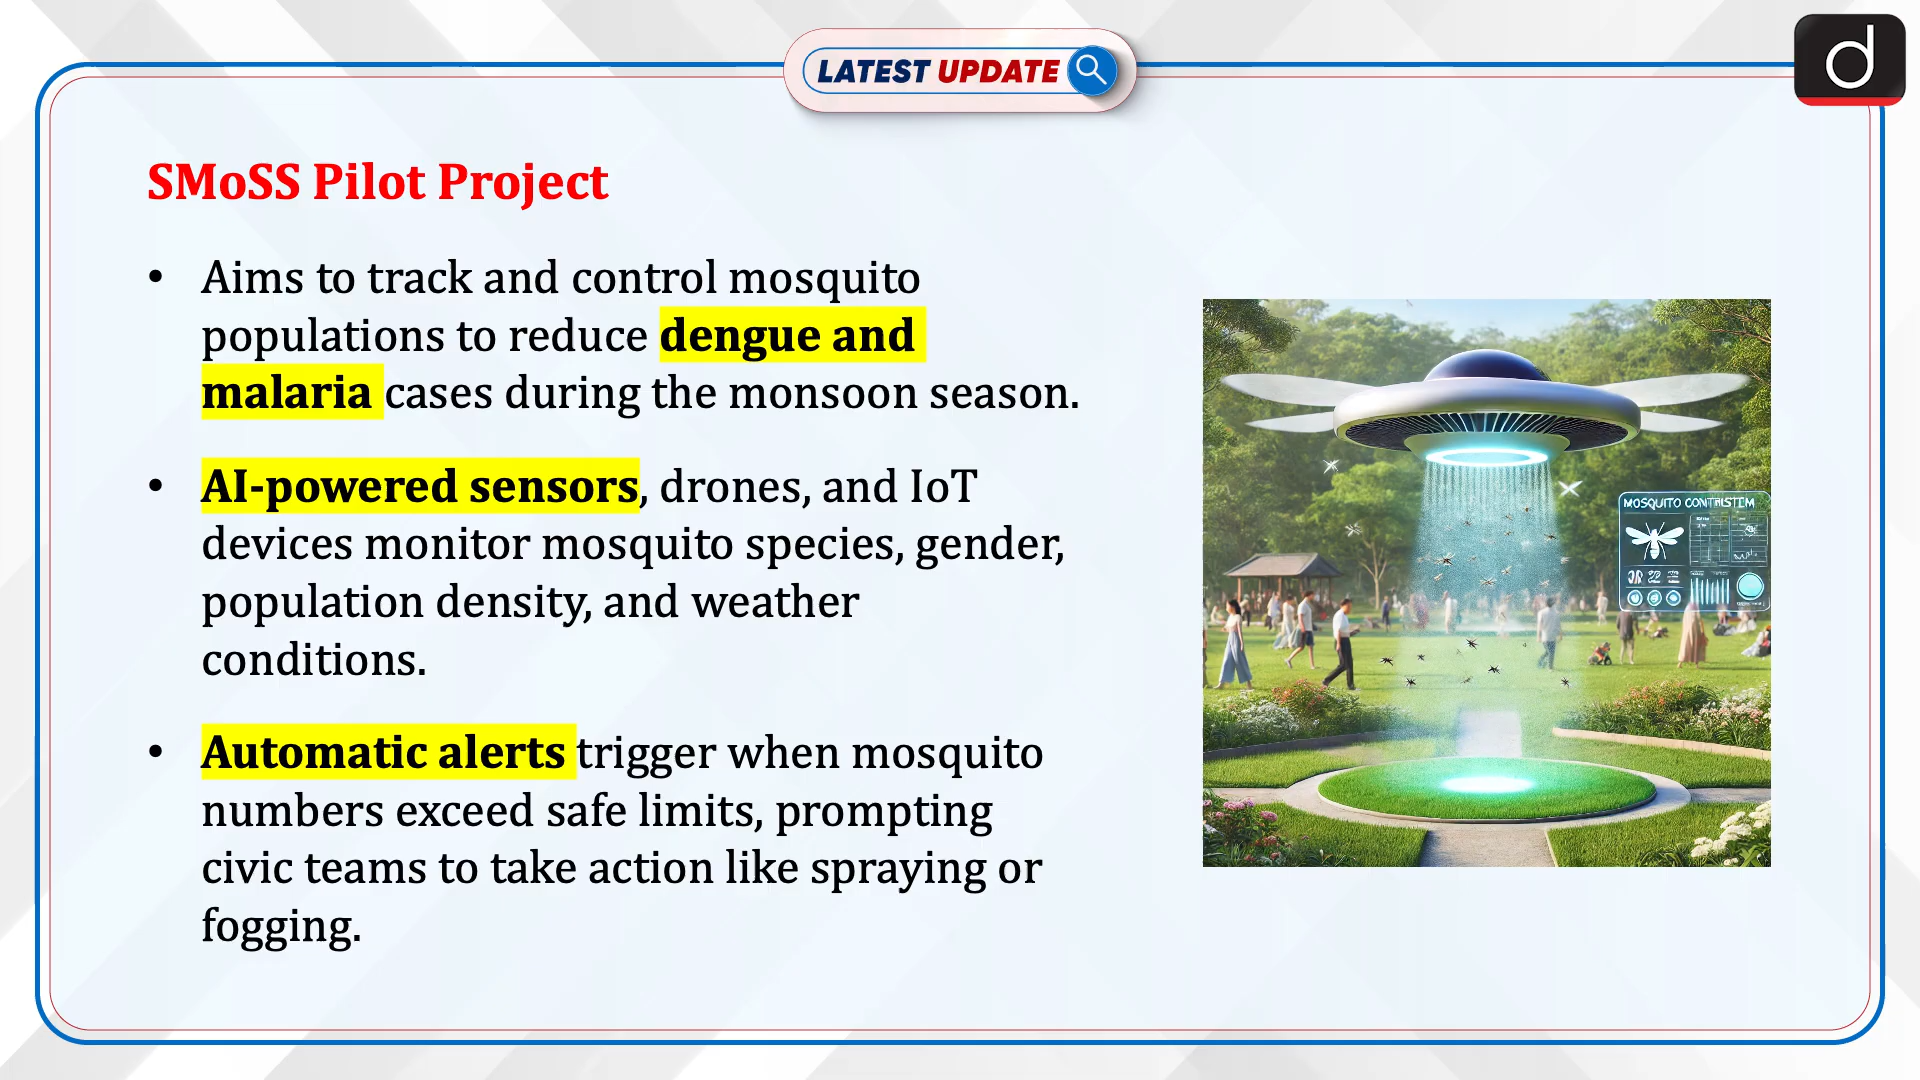 LATEST UPDATE
d
SMoSS Pilot Project
• Aims to track and control mosquito
populations to reduce dengue and
malaria cases during the monsoon season.
• AI-powered sensors, drones, and IoT
devices monitor mosquito species, gender,
population density, and weather
conditions.
• Automatic alerts trigger when mosquito
numbers exceed safe limits, prompting
civic teams to take action like spraying or
fogging.
MOSQUITO CONTRISTEM